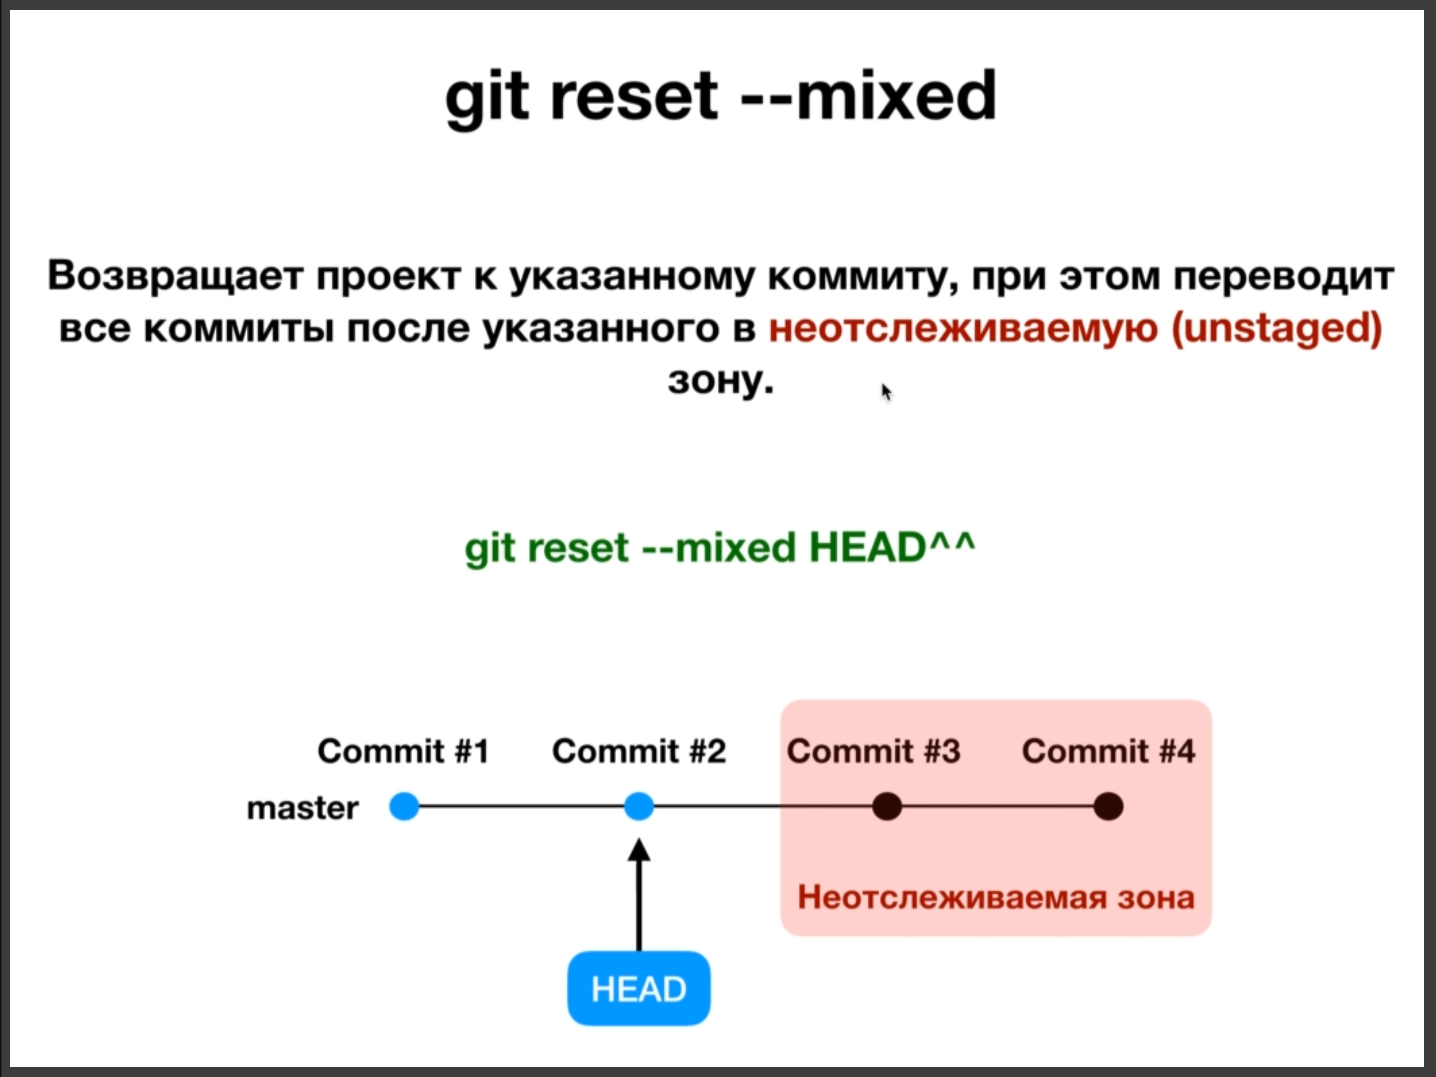 git reset --mixed
Возвращает проект к указанному коммиту, при этом переводит
все коммиты после указанного в неотслеживаемую (unstaged)
зону.
git reset --mixed HEAD^^
Commit #1 Commit #2 Commit #3 Commit #4
master
Неотслеживаемая зона
HEAD